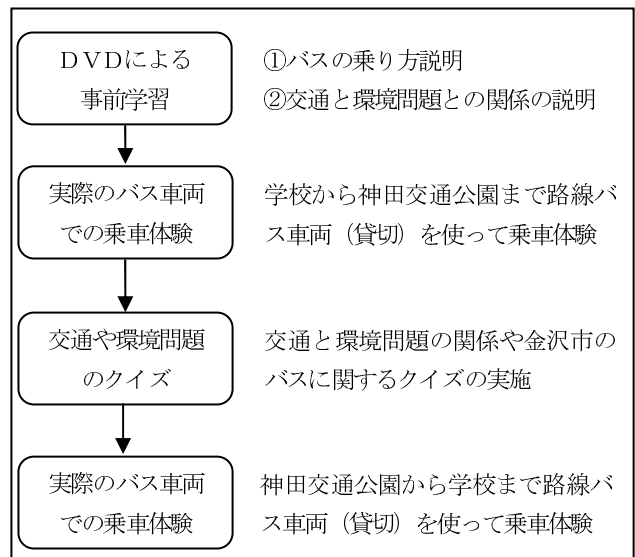 ＤＶＤによる
事前学習
①バスの乗り方説明
②交通と環境問題との関係の説明
実際のバス車両
での乗車体験
学校から神田交通公園まで路線バ
ス車両（貸切）を使って乗車体験
交通や環境問題
のクイズ
交通と環境問題の関係や金沢市の
バスに関するクイズの実施
実際のバス車両
での乗車体験
神田交通公園から学校まで路線バ
ス車両（貸切）を使って乗車体験